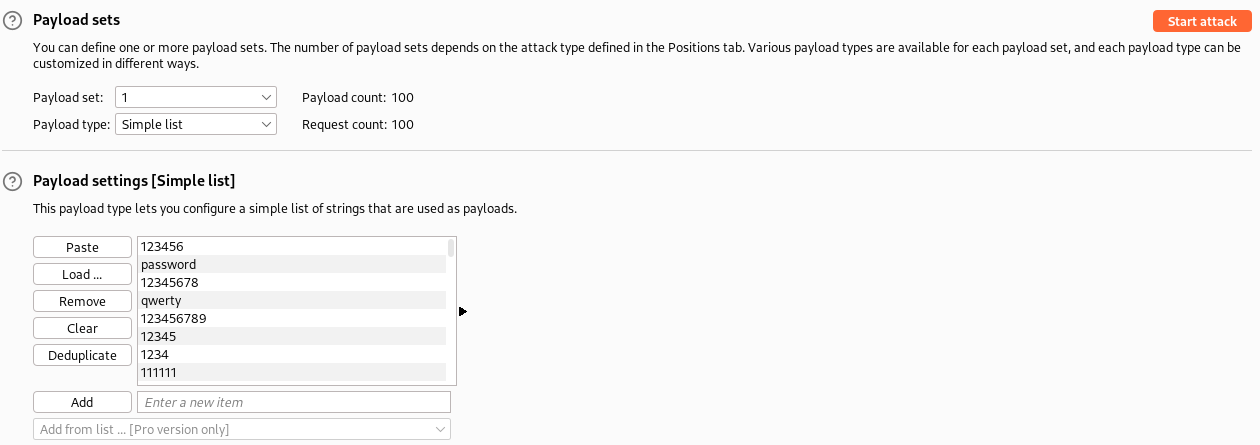 Payload sets
Start attack
You can define one or more payload sets. The number of payload sets depends on the attack type defined in the Positions tab. Various payload types are available for each payload set, and each payload type can be
customized in different ways.
Payload set: 1 Payload count: 100
Payload type: Simple list Request count: 100
Payload settings [Simple list]
This payload type lets you configure a simple list of strings that are used as payloads.
Paste
Load ...
Remove
Clear
Deduplicate
123456
password
12345678
qwerty
123456789
12345
1234
111111
Add Enter a new item
Add from list ... [Pro version only]